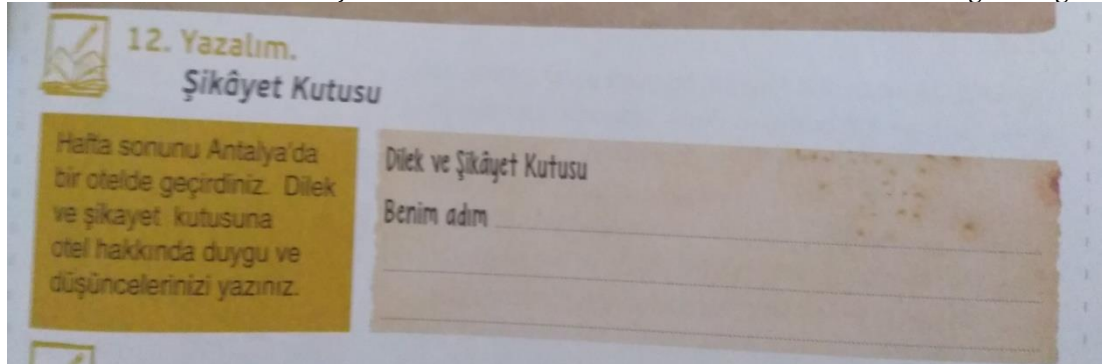 12. Yazalım.
Şikâyet Kutusu
Hafta sonunu Antalya'da
bir otelde geçirdiniz. Dilek
ve şikayet kutusuna
otel hakkında duygu ve
düşüncelerinizi yazınız.
Dilek ve Şikâyet Kutusu
Benim adım